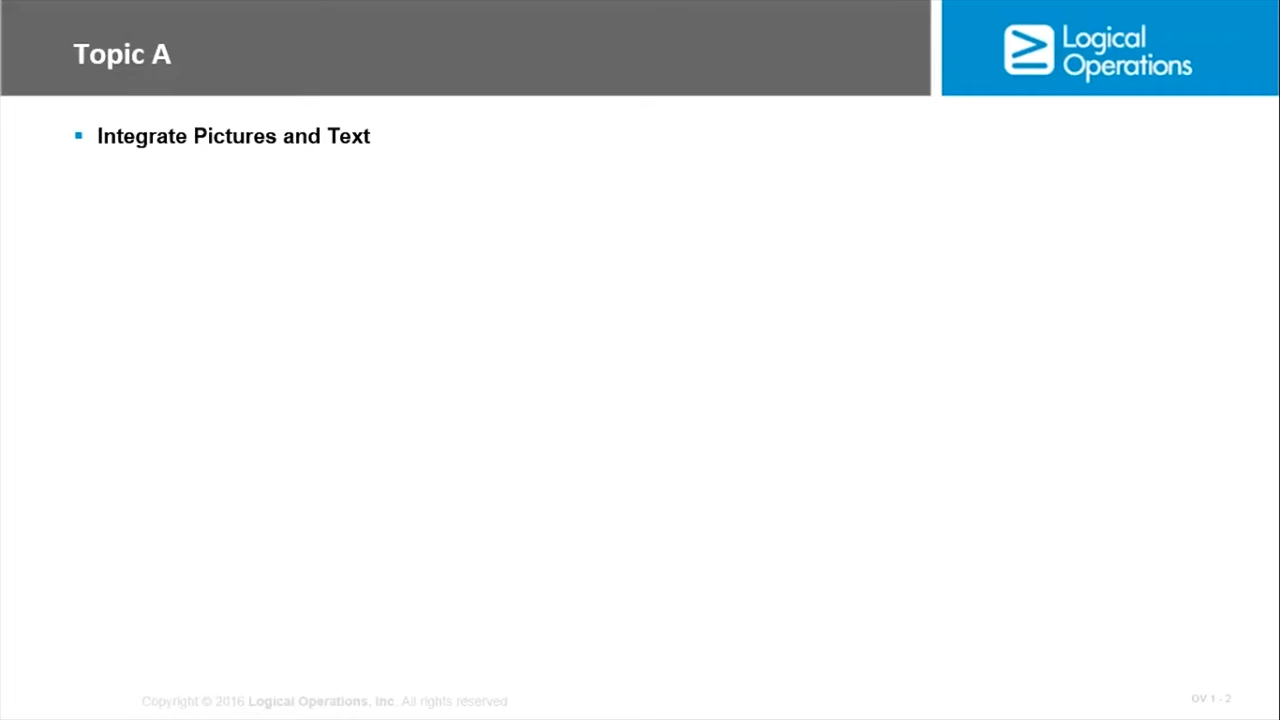 Topic A
Logical
Operations
Integrate Pictures and Text
Copyright © 2016 Logical Operations, Inc. All rights reserved
OV 1 - 2